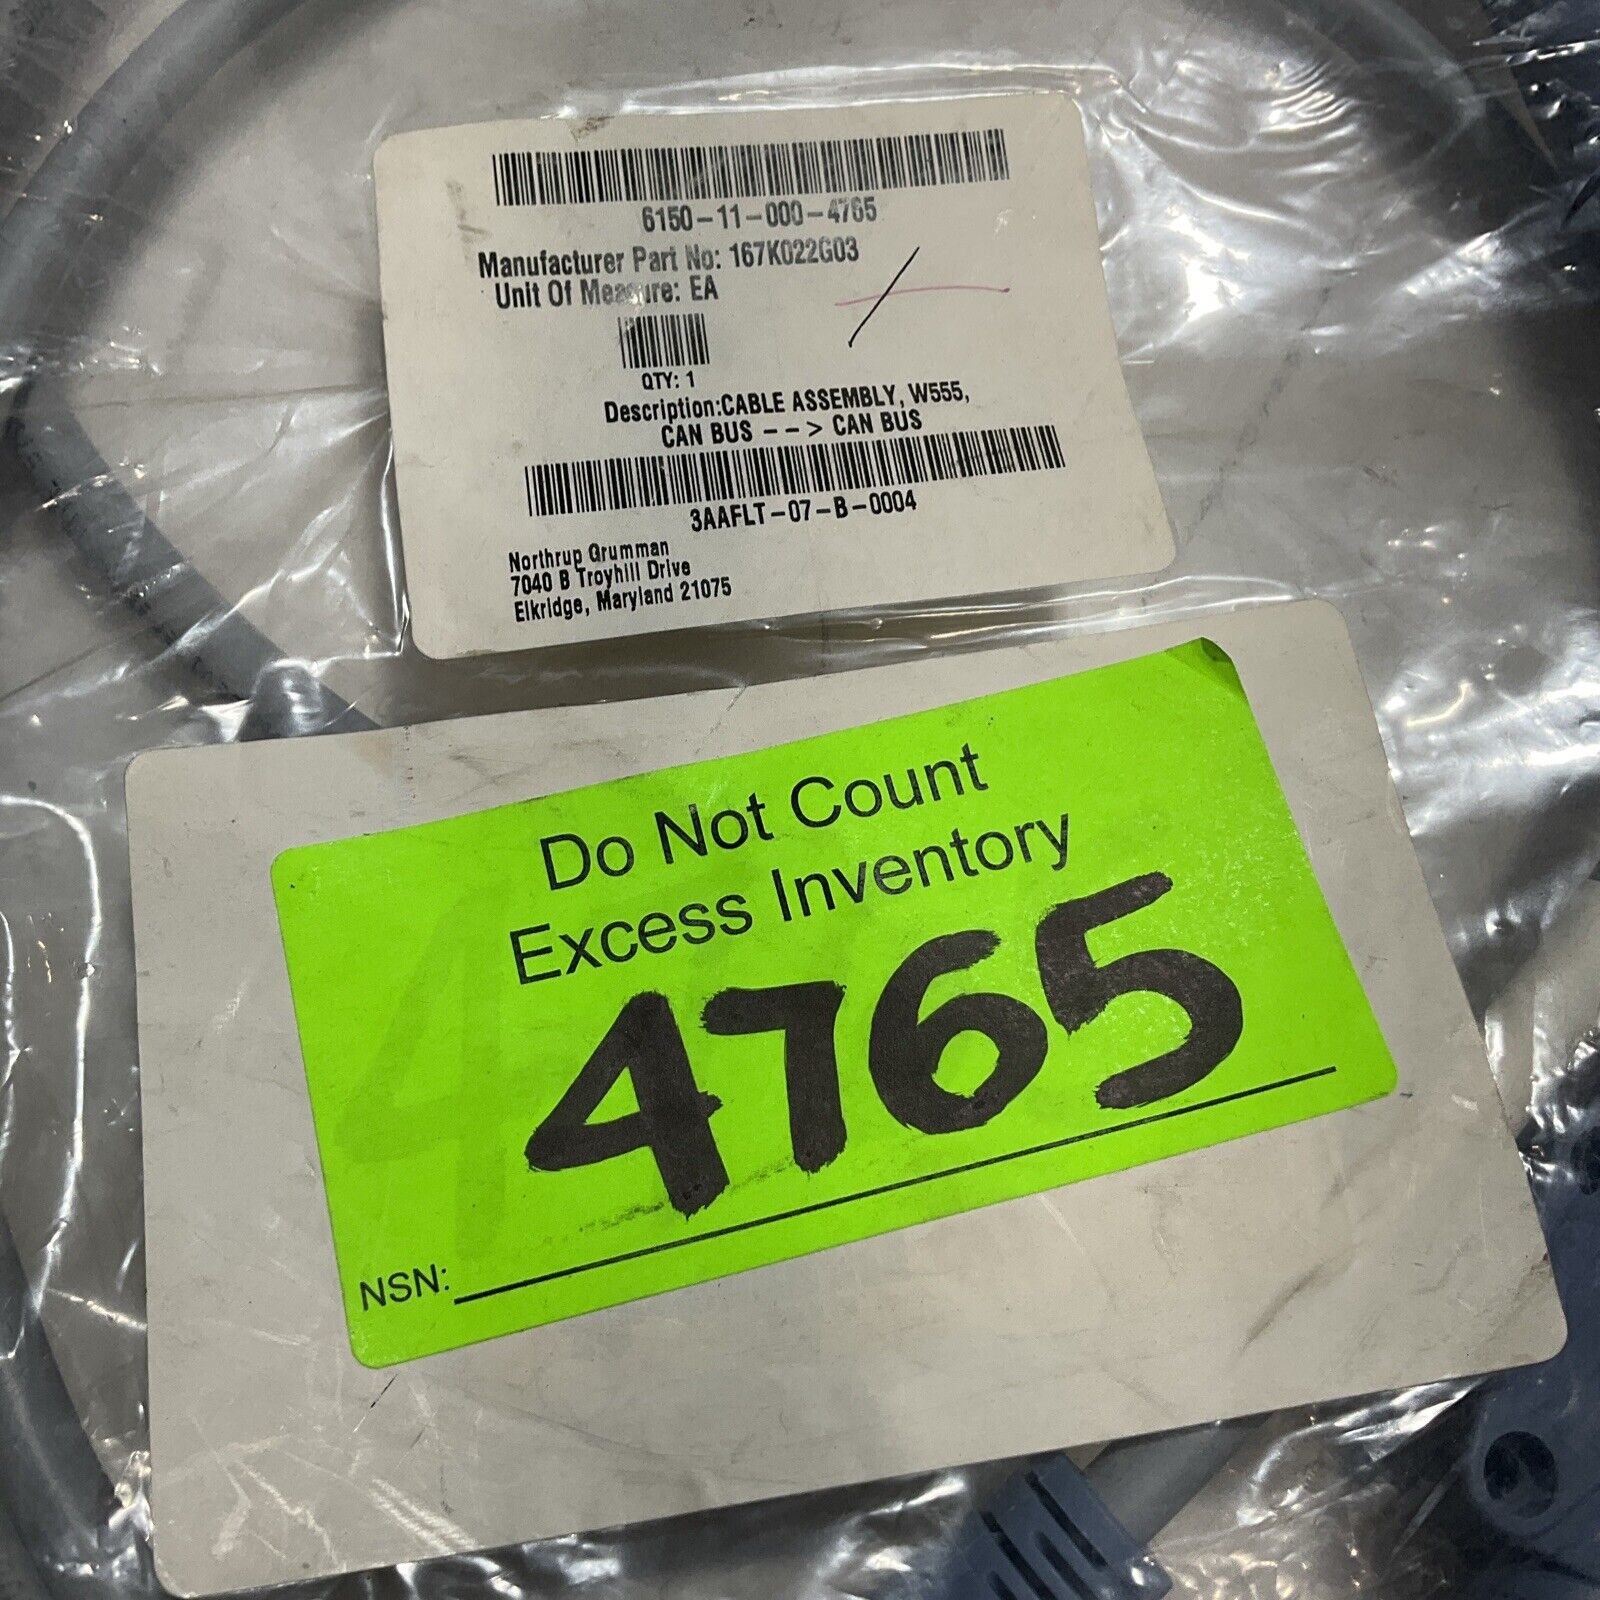 6150-11-000-4765
Manufacturer Part No: 167K022G03
Unit Of Measure: EA
QTY: 1
Description:CABLE ASSEMBLY, W555,
CAN BUS --> CAN BUS
3AAFLT-07-B-0004
Northrup Grumman
7040 B Troyhill Drive
Elkridge, Maryland 21075
Do Not Count
Excess Inventory
4765
NSN: